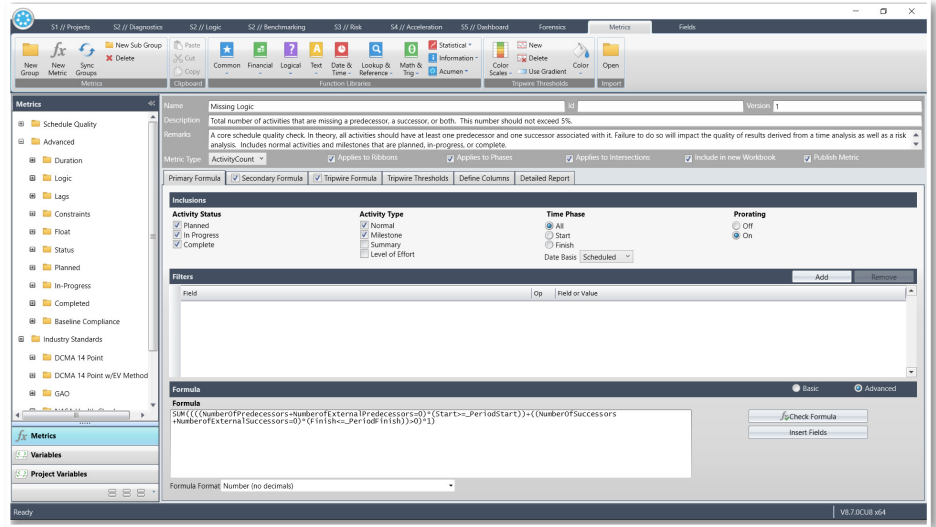 S1 // Projects S2 // Diagnostics S2 // Logic S2 // Benchmarking S3 // Risk S4 // Acceleration S5 // Dashboard Forensics Metrics Fields
New Group New Metric Sync Groups New Sub Group Delete
Metrics
Paste Cut Copy
Clipboard
Common Financial Logical Text Date & Time Lookup & Reference Math & Trig Statistical Information Acumen
Function Libraries
Color Scales New Delete Use Gradient Color
Tripwire Thresholds
Open
Import
Metrics
Schedule Quality
Advanced
Duration
Logic
Lags
Constraints
Float
Status
Planned
In-Progress
Completed
Baseline Compliance
Industry Standards
DCMA 14 Point
DCMA 14 Point w/EV Method
GAO
Metrics
Variables
Project Variables
Name Missing Logic Id Version 1
Description Total number of activities that are missing a predecessor, a successor, or both. This number should not exceed 5%.
Remarks A core schedule quality check. In theory, all activities should have at least one predecessor and one successor associated with it. Failure to do so will impact the quality of results derived from a time analysis as well as a risk
analysis. Includes normal activities and milestones that are planned, in-progress, or complete.
Metric Type ActivityCount Applies to Ribbons Applies to Phases Applies to Intersections Include in new Workbook Publish Metric
Primary Formula Secondary Formula Tripwire Formula Tripwire Thresholds Define Columns Detailed Report
Inclusions
Activity Status Activity Type Time Phase Prorating
Planned Normal All Off
In Progress Milestone Start On
Complete Summary Finish
Level of Effort Date Basis Scheduled
Filters Add Remove
Field Op Field or Value
Formula Basic Advanced
Formula
SUM((((NumberOfPredecessors+NumberofExternalPredecessors=0)*(Start>=_PeriodStart))+((NumberOfSuccessors
+NumberofExternalSuccessors=0)*(Finish<=_PeriodFinish))>0)*1)
fx Check Formula
Insert Fields
Formula Format Number (no decimals)
Ready V8.7.0CU8 x64